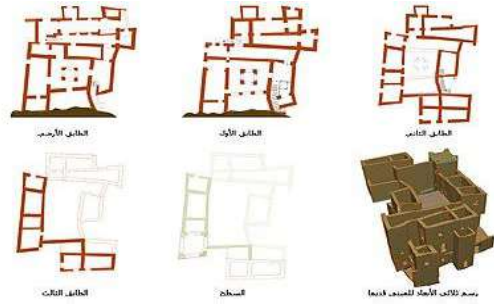 الطابق الأرضي
الطابق الأول
الطابق الثاني
الطابق الثالث
السطح
رسم ثلاثي الأبعاد للمبنى قديما